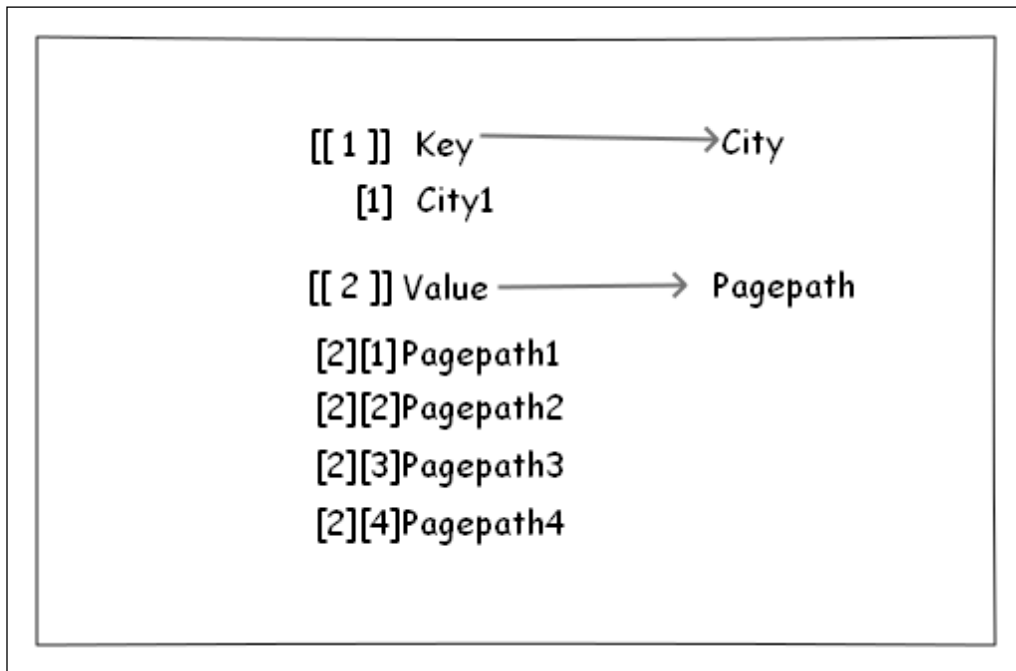 [[ 1 ]] Key City
[1] City1
[[ 2 ]] Value Pagepath
[2][1]Pagepath1
[2][2]Pagepath2
[2][3]Pagepath3
[2][4]Pagepath4